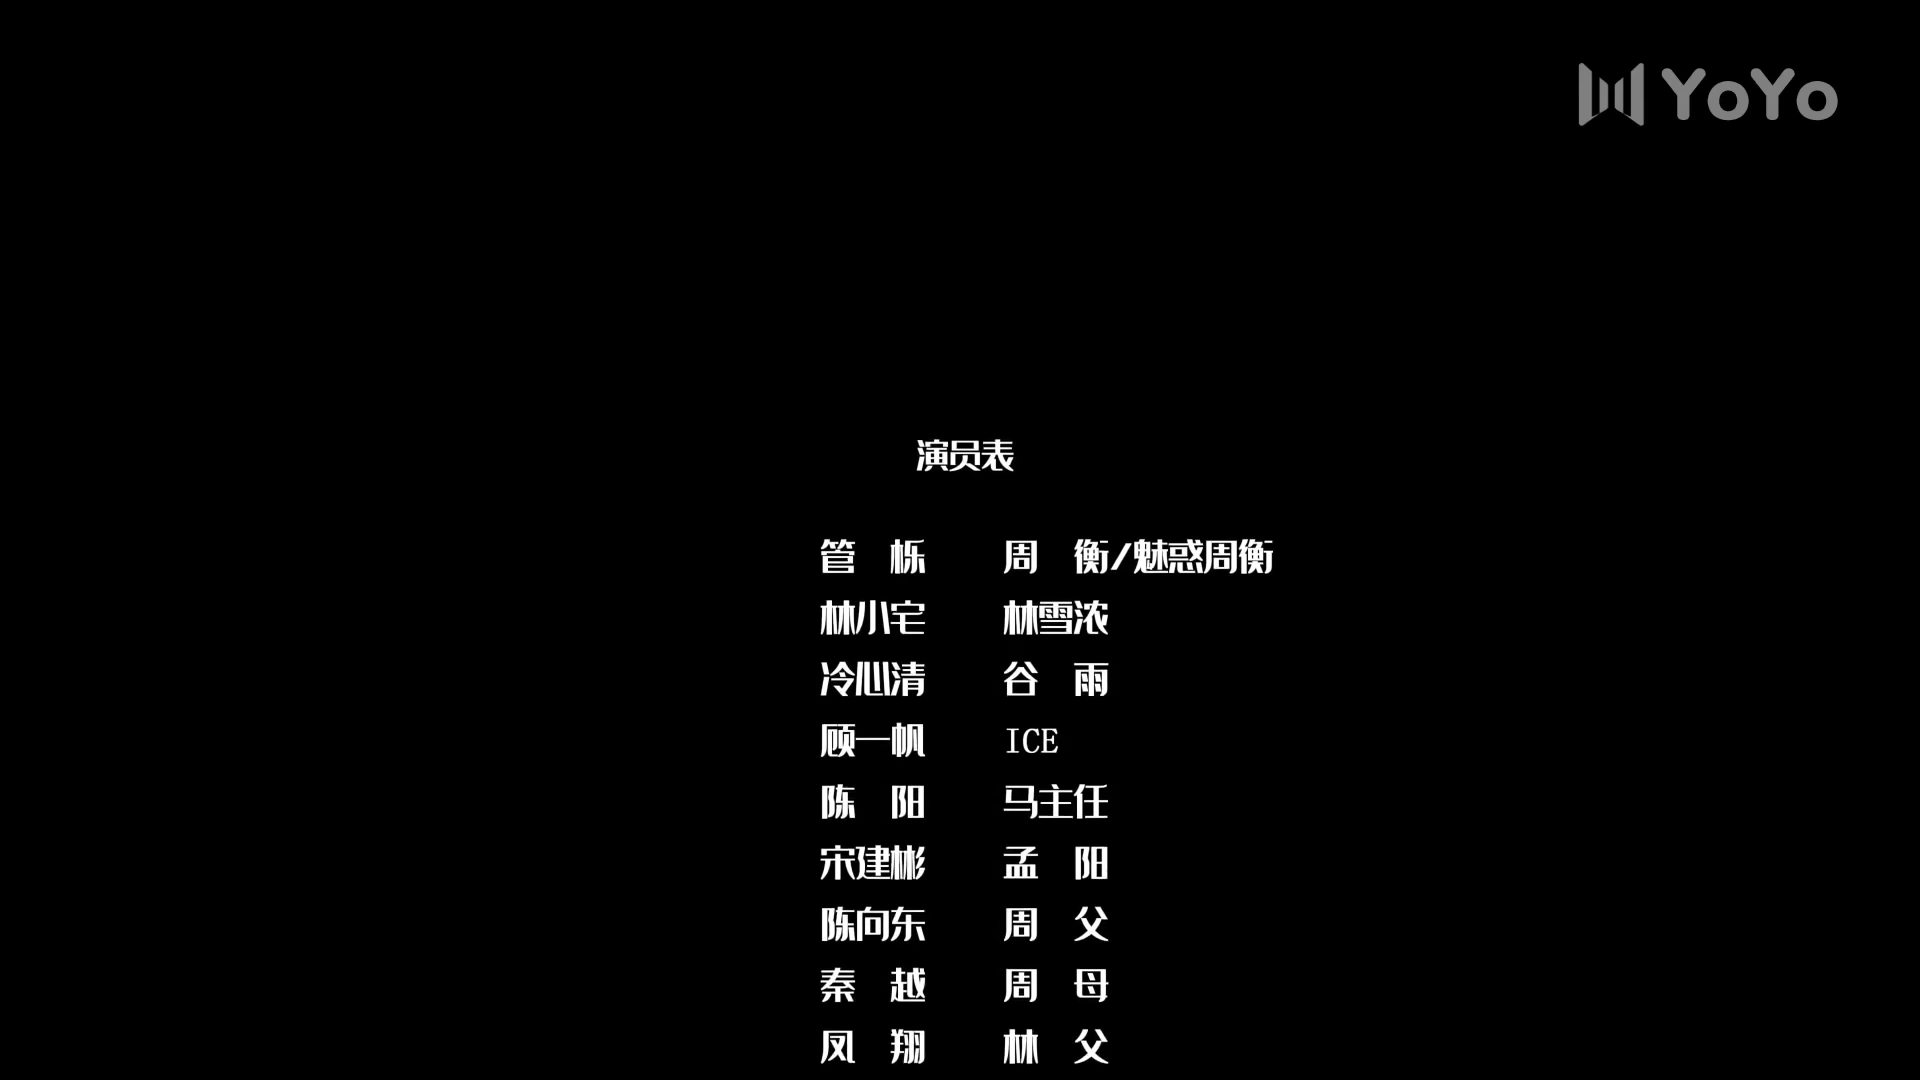 YoYo
演员表
管 栎 周 衡/魅惑周衡
林小宅 林雪浓
冷心清 谷 雨
顾一帆 ICE
陈 阳 马主任
宋建彬 孟 阳
陈向东 周 父
秦 越 周 母
凤 翔 林 父